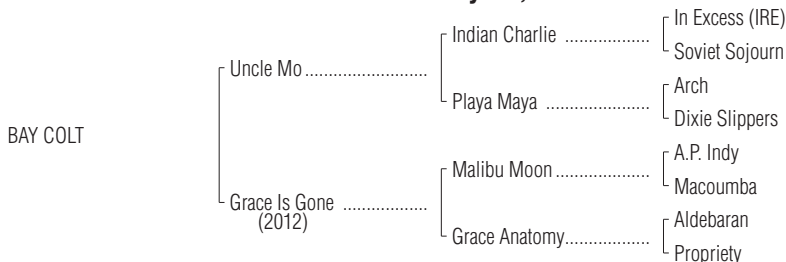 In Excess (IRE)
Indian Charlie ....................
Soviet Sojourn
Uncle Mo .............................
Arch
Playa Maya .........................
Dixie Slippers
BAY COLT
A.P. Indy
Malibu Moon ......................
Macoumba
Grace Is Gone ....................
(2012)
Aldebaran
Grace Anatomy....................
Propriety